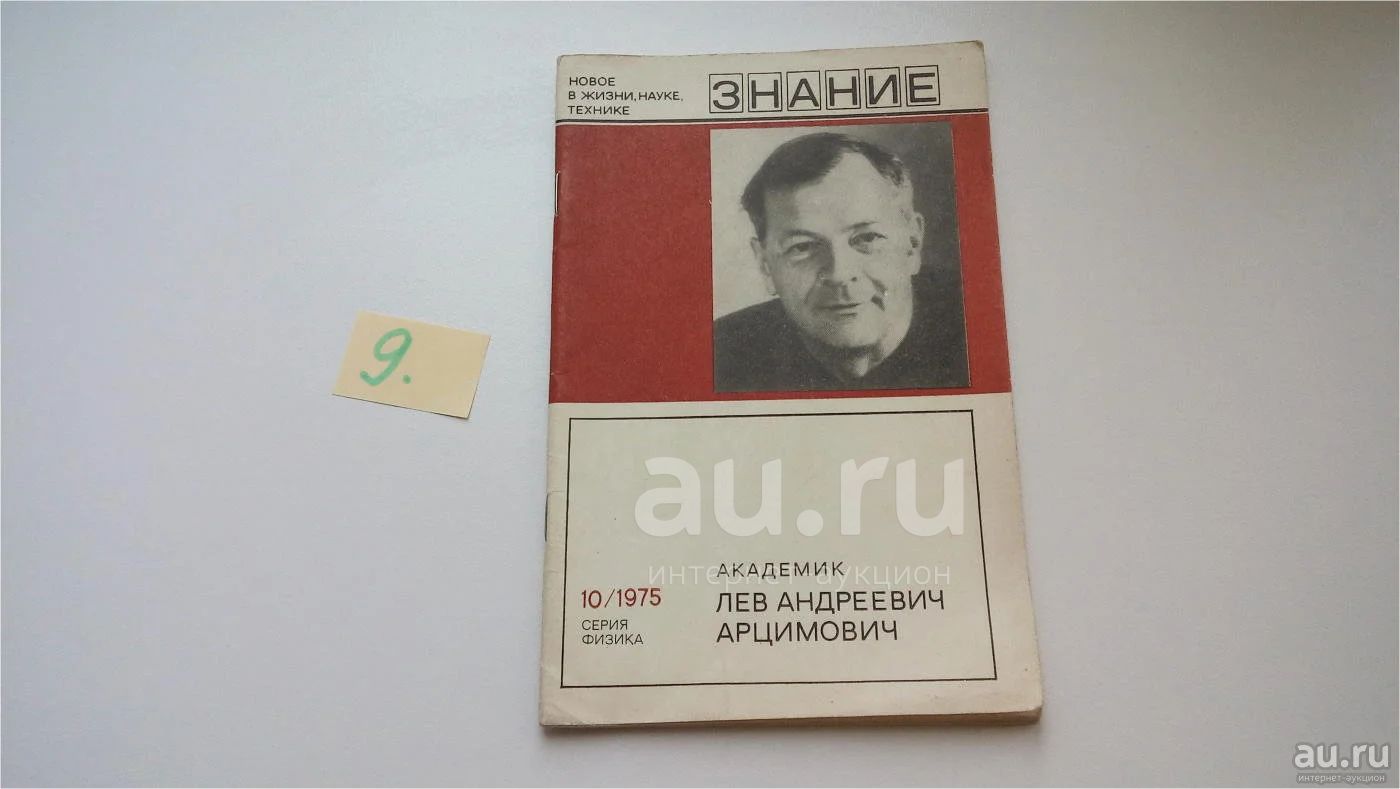 НОВОЕ
В ЖИЗНИ, НАУКЕ,
ТЕХНИКЕ
ЗНАНИЕ
9.
au.ru
интернет-аукцион
АКАДЕМИК
ЛЕВ АНДРЕЕВИЧ
АРЦИМОВИЧ
10/1975
СЕРИЯ
ФИЗИКА
au.ru
интернет-аукцион